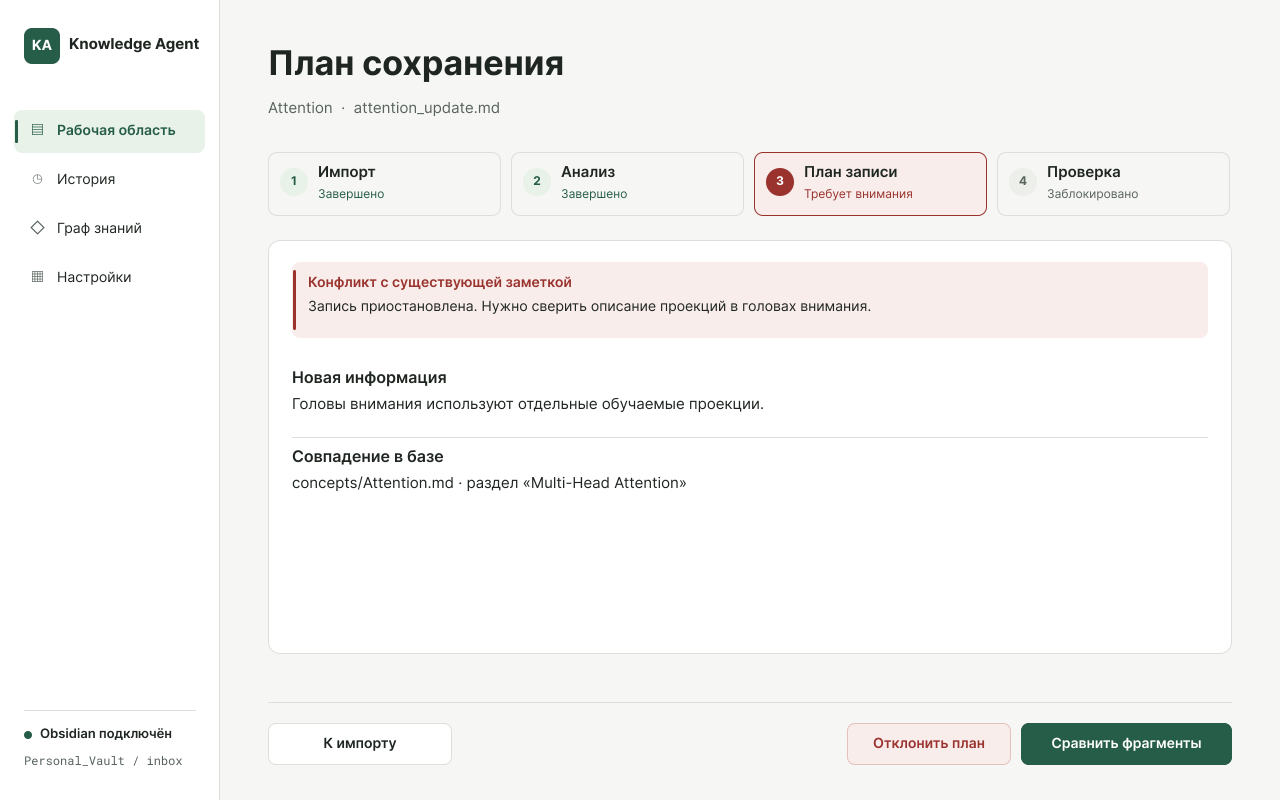 KA Knowledge Agent
Рабочая область
История
Граф знаний
Настройки
Obsidian подключён
Personal_Vault / inbox
План сохранения
Attention · attention_update.md
1 Импорт
Завершено
2 Анализ
Завершено
3 План записи
Требует внимания
4 Проверка
Заблокировано
Конфликт с существующей заметкой
Запись приостановлена. Нужно сверить описание проекций в головах внимания.
Новая информация
Головы внимания используют отдельные обучаемые проекции.
Совпадение в базе
concepts/Attention.md · раздел «Multi-Head Attention»
К импорту
Отклонить план
Сравнить фрагменты